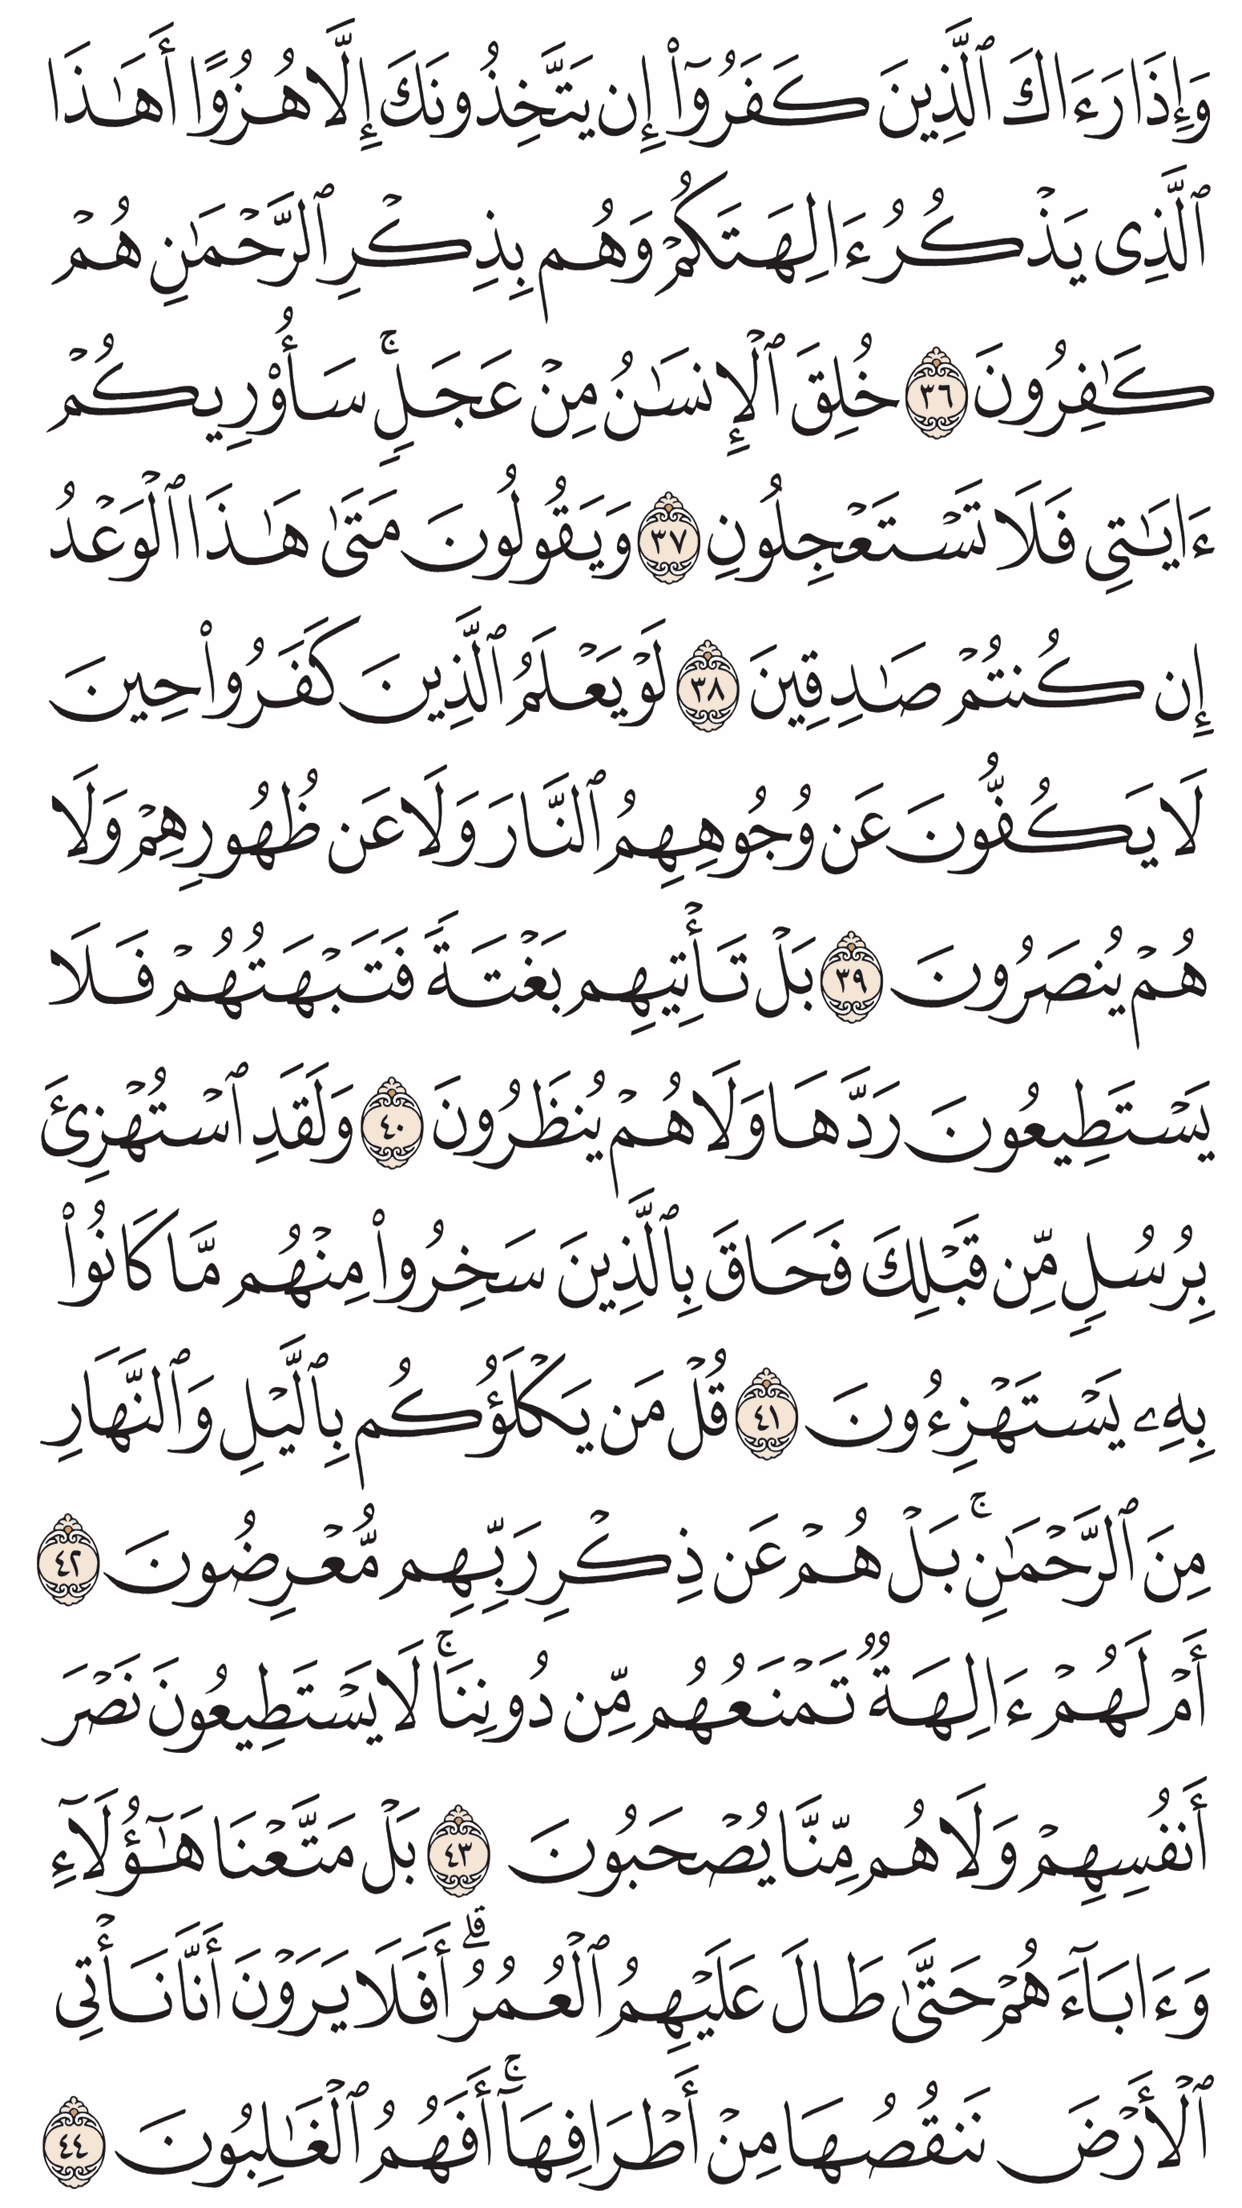 وَإِذَا رَءَاكَ ٱلَّذِينَ كَفَرُوٓا۟ إِن يَتَّخِذُونَكَ إِلَّا هُزُوًا أَهَـٰذَا
ٱلَّذِى يَذْكُرُ ءَالِهَتَكُمْ وَهُم بِذِكْرِ ٱلرَّحْمَـٰنِ هُمْ
كَـٰفِرُونَ ٣٦ خُلِقَ ٱلْإِنسَـٰنُ مِنْ عَجَلٍۚ سَأُو۟رِيكُمْ
ءَايَـٰتِى فَلَا تَسْتَعْجِلُونِ ٣٧ وَيَقُولُونَ مَتَىٰ هَـٰذَا ٱلْوَعْدُ
إِن كُنتُمْ صَـٰدِقِينَ ٣٨ لَوْ يَعْلَمُ ٱلَّذِينَ كَفَرُوا۟ حِينَ
لَا يَكُفُّونَ عَن وُجُوهِهِمُ ٱلنَّارَ وَلَا عَن ظُهُورِهِمْ وَلَا
هُمْ يُنصَرُونَ ٣٩ بَلْ تَأْتِيهِم بَغْتَةً فَتَبْهَتُهُمْ فَلَا
يَسْتَطِيعُونَ رَدَّهَا وَلَا هُمْ يُنظَرُونَ ٤٠ وَلَقَدِ ٱسْتُهْزِئَ
بِرُسُلٍ مِّن قَبْلِكَ فَحَاقَ بِٱلَّذِينَ سَخِرُوا۟ مِنْهُم مَّا كَانُوا۟
بِهِۦ يَسْتَهْزِءُونَ ٤١ قُلْ مَن يَكْلَؤُكُم بِٱلَّيْلِ وَٱلنَّهَارِ
مِنَ ٱلرَّحْمَـٰنِۚ بَلْ هُمْ عَن ذِكْرِ رَبِّهِم مُّعْرِضُونَ ٤٢
أَمْ لَهُمْ ءَالِهَةٌ تَمْنَعُهُم مِّن دُونِنَاۚ لَا يَسْتَطِيعُونَ نَصْرَ
أَنفُسِهِمْ وَلَا هُم مِّنَّا يُصْحَبُونَ ٤٣ بَلْ مَتَّعْنَا هَـٰٓؤُلَآءِ
وَءَابَآءَهُمْ حَتَّىٰ طَالَ عَلَيْهِمُ ٱلْعُمُرُۗ أَفَلَا يَرَوْنَ أَنَّا نَأْتِى
ٱلْأَرْضَ نَنقُصُهَا مِنْ أَطْرَافِهَآۚ أَفَهُمُ ٱلْغَـٰلِبُونَ ٤٤